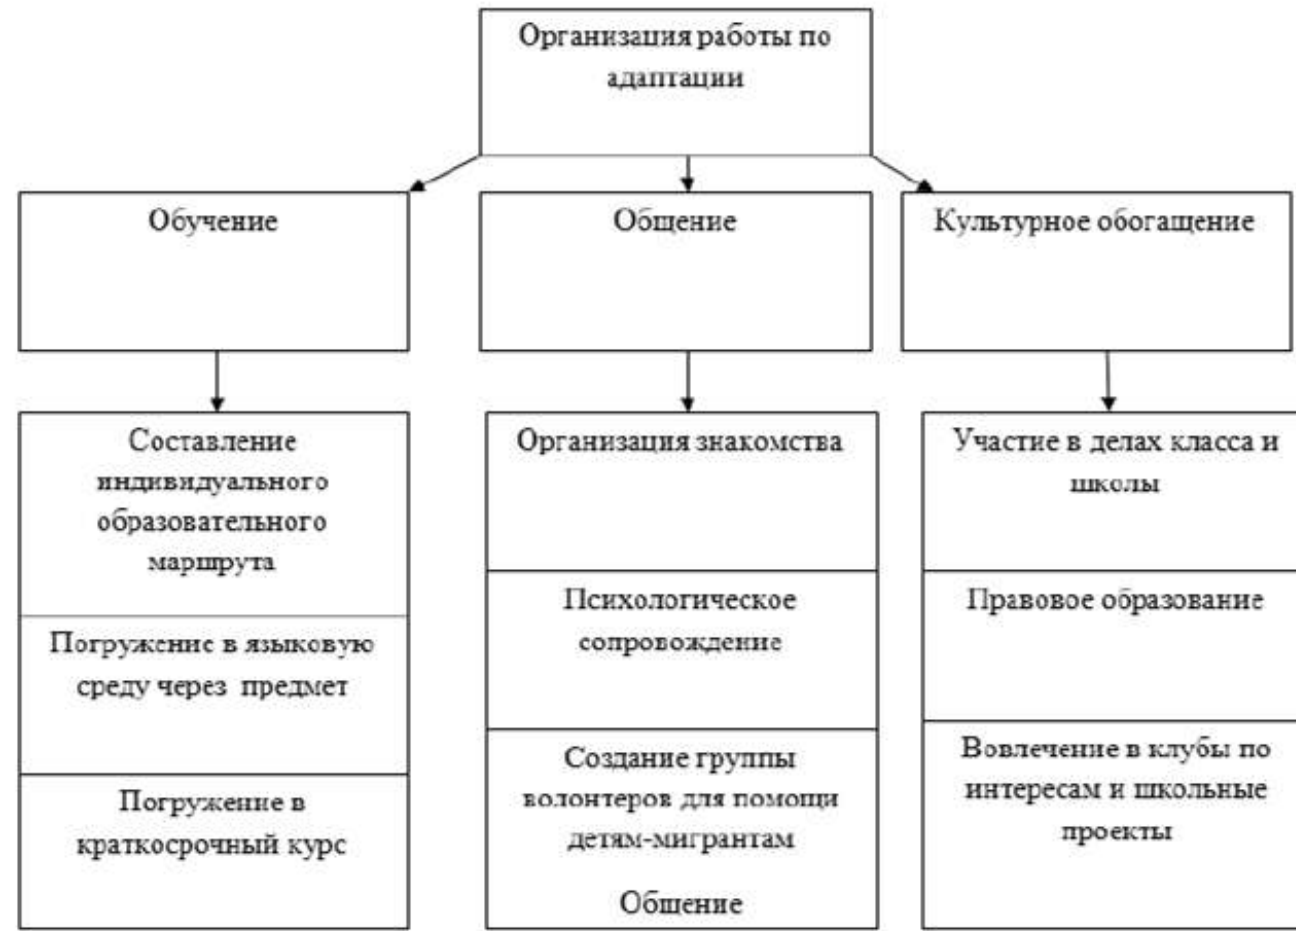 Организация работы по
адаптации
Обучение
Общение
Культурное обогащение
Составление
индивидуального
образовательного
маршрута
Погружение в языковую
среду через предмет
Погружение в
краткосрочный курс
Организация знакомства
Психологическое
сопровождение
Создание группы
волонтеров для помощи
детям-мигрантам
Общение
Участие в делах класса и
школы
Правовое образование
Вовлечение в клубы по
интересам и школьные
проекты